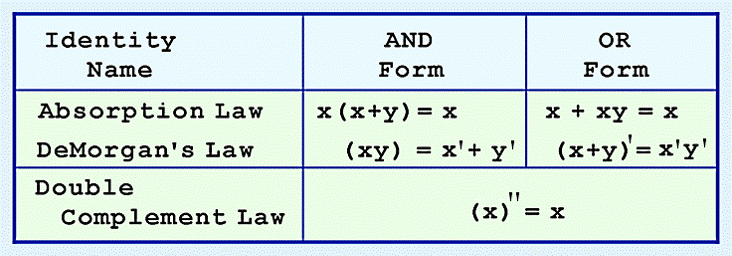 Identity Name AND Form OR Form
Absorption Law x(x+y)= x x + xy = x
DeMorgan's Law (xy) = x'+ y' (x+y)'= x'y'
Double Complement Law (x)''= x